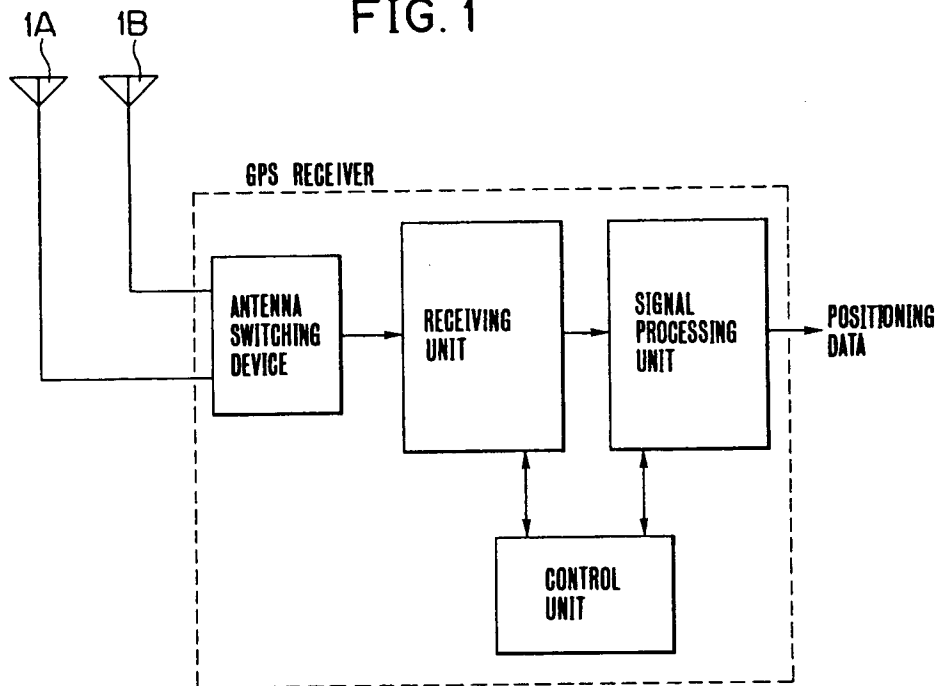 FIG. 1
1A
1B
GPS RECEIVER
ANTENNA
SWITCHING
DEVICE
RECEIVING
UNIT
SIGNAL
PROCESSING
UNIT
POSITIONING
DATA
CONTROL
UNIT